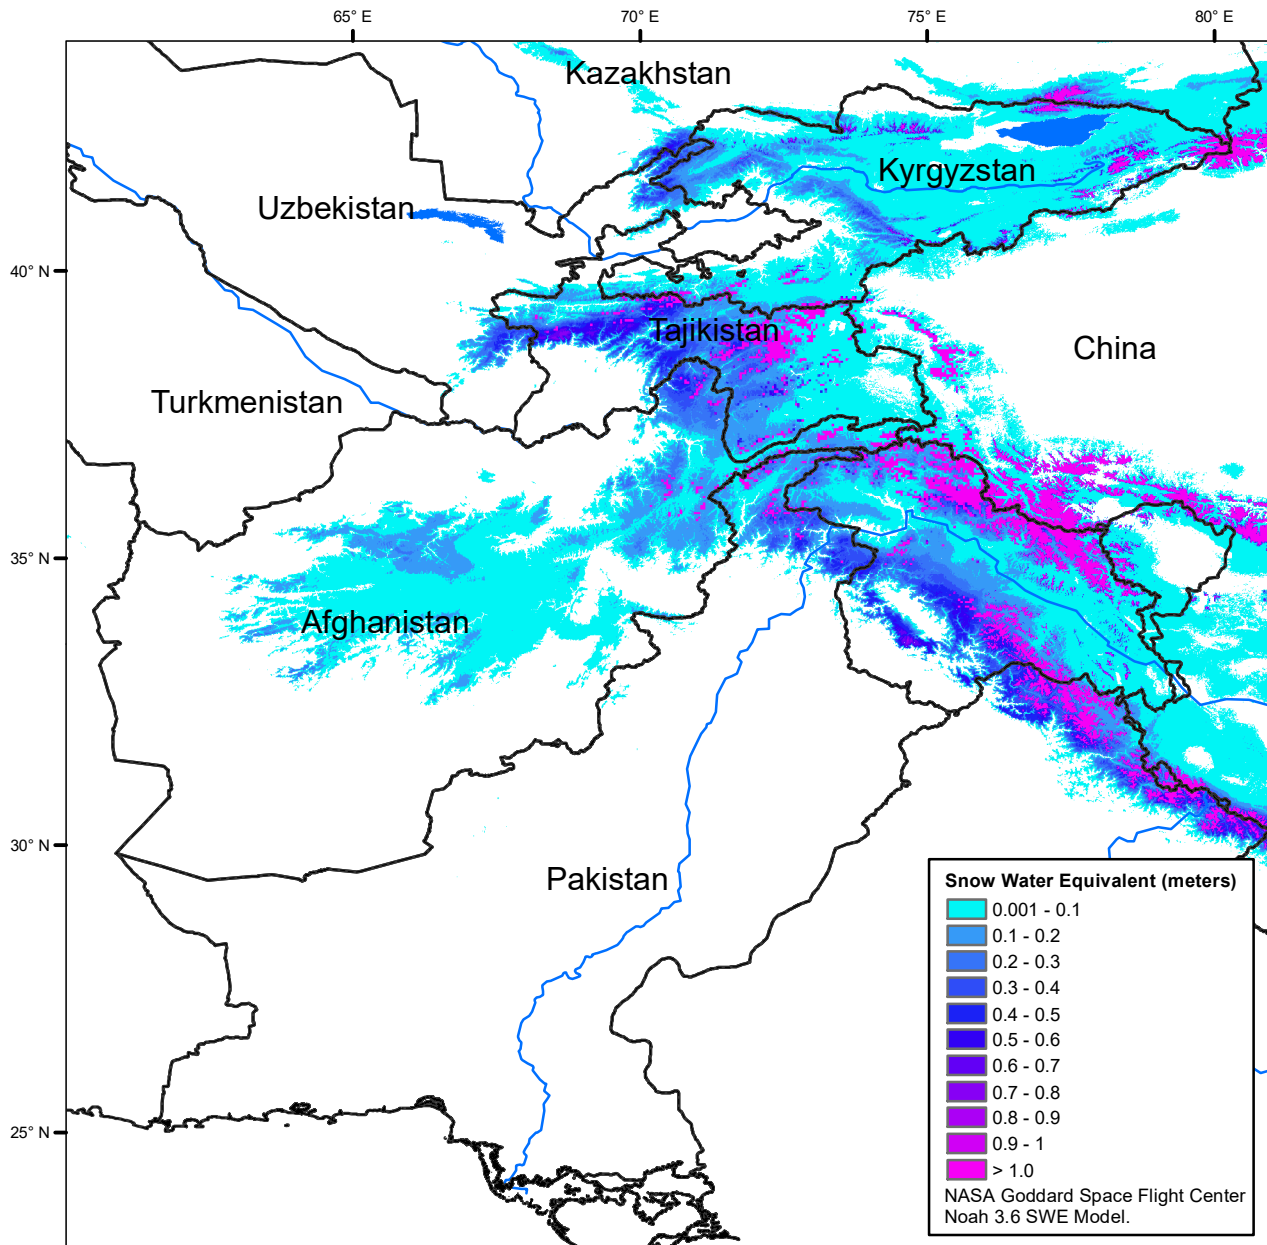 65° E
70° E
75° E
80° E
Kazakhstan
Kyrgyzstan
Uzbekistan
40° N
Tajikistan
China
Turkmenistan
35° N
Afghanistan
30° N
Pakistan
25° N
Snow Water Equivalent (meters)
0.001 - 0.1
0.1 - 0.2
0.2 - 0.3
0.3 - 0.4
0.4 - 0.5
0.5 - 0.6
0.6 - 0.7
0.7 - 0.8
0.8 - 0.9
0.9 - 1
> 1.0
NASA Goddard Space Flight Center
Noah 3.6 SWE Model.